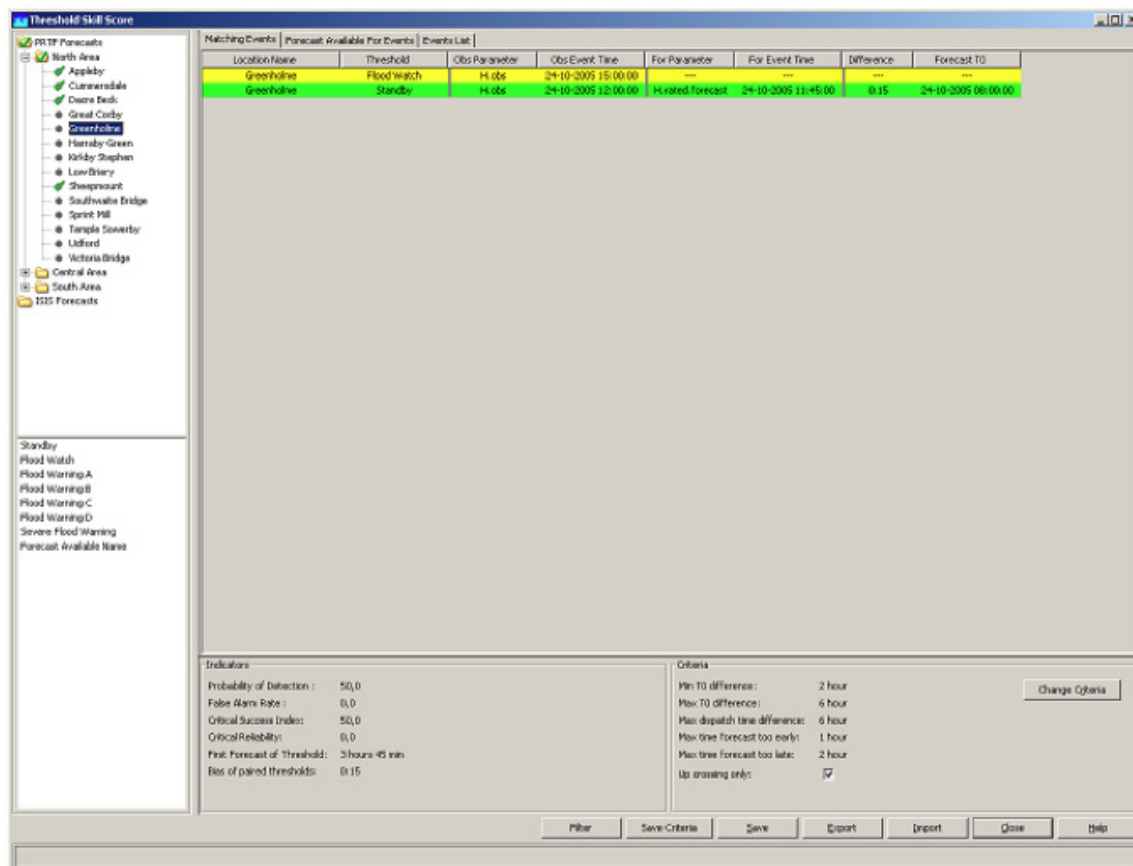 Threshold Skill Score
PRTF Forecasts
North Area
Appleby
Cummersdale
Dacre Beck
Great Corby
Greenholme
Harraby Green
Kirkby Stephen
Low Briery
Sheepmount
Southwaite Bridge
Sprint Mill
Temple Sowerby
Udford
Victoria Bridge
Central Area
South Area
ISIS Forecasts
Standby
Flood Watch
Flood Warning A
Flood Warning B
Flood Warning C
Flood Warning D
Severe Flood Warning
Forecast Available Name
Matching Events Forecast Available For Events Events List
Location Name Threshold Obs Parameter Obs Event Time For Parameter For Event Time Difference Forecast T0
Greenholme Flood Watch H.obs 24-10-2005 15:00:00 --- --- --- ---
Greenholme Standby H.obs 24-10-2005 12:00:00 H.rated.forecast 24-10-2005 11:45:00 0:15 24-10-2005 08:00:00
Indicators
Probability of Detection : 50,0
False Alarm Rate : 0,0
Critical Success Index: 50,0
Critical Reliability: 0,0
First Forecast of Threshold: 3 hours 45 min
Bias of paired thresholds: 0:15
Criteria
Min T0 difference: 2 hour
Max T0 difference: 6 hour
Max dispatch time difference: 6 hour
Max time forecast too early: 1 hour
Max time forecast too late: 2 hour
Up crossing only:
Change Criteria
Filter Save Criteria Save Export Import Close Help